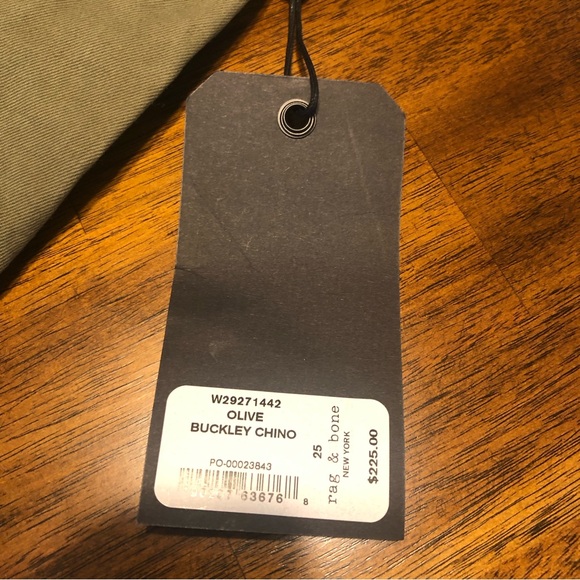 W29271442
OLIVE
BUCKLEY CHINO
PO-00023843
63676 8
25
rag & bone
NEW YORK
$225.00